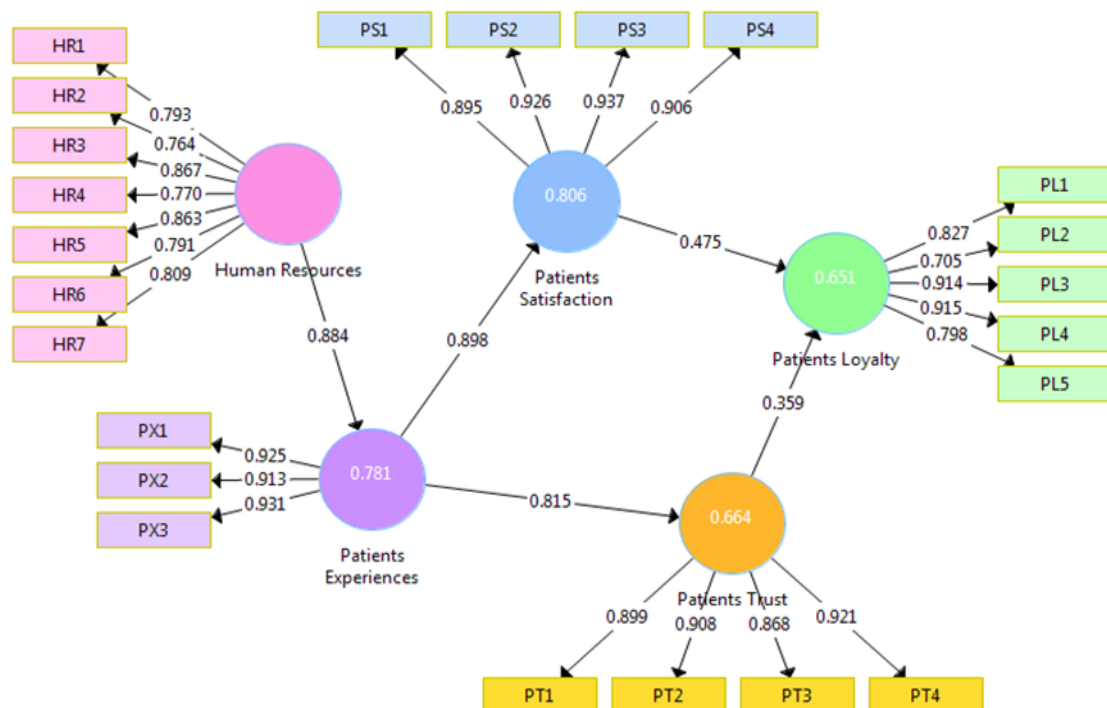 HR1
HR2
HR3
HR4
HR5
HR6
HR7
0.793
0.764
0.867
0.770
0.863
0.791
0.809
Human Resources
PS1
PS2
PS3
PS4
0.895
0.926
0.937
0.906
0.806
Patients
Satisfaction
0.475
PL1
PL2
PL3
PL4
PL5
0.827
0.705
0.914
0.915
0.798
0.651
Patients Loyalty
0.884
0.898
0.359
PX1
PX2
PX3
0.925
0.913
0.931
0.781
Patients
Experiences
0.815
0.664
Patients Trust
0.899
0.908
0.868
0.921
PT1
PT2
PT3
PT4